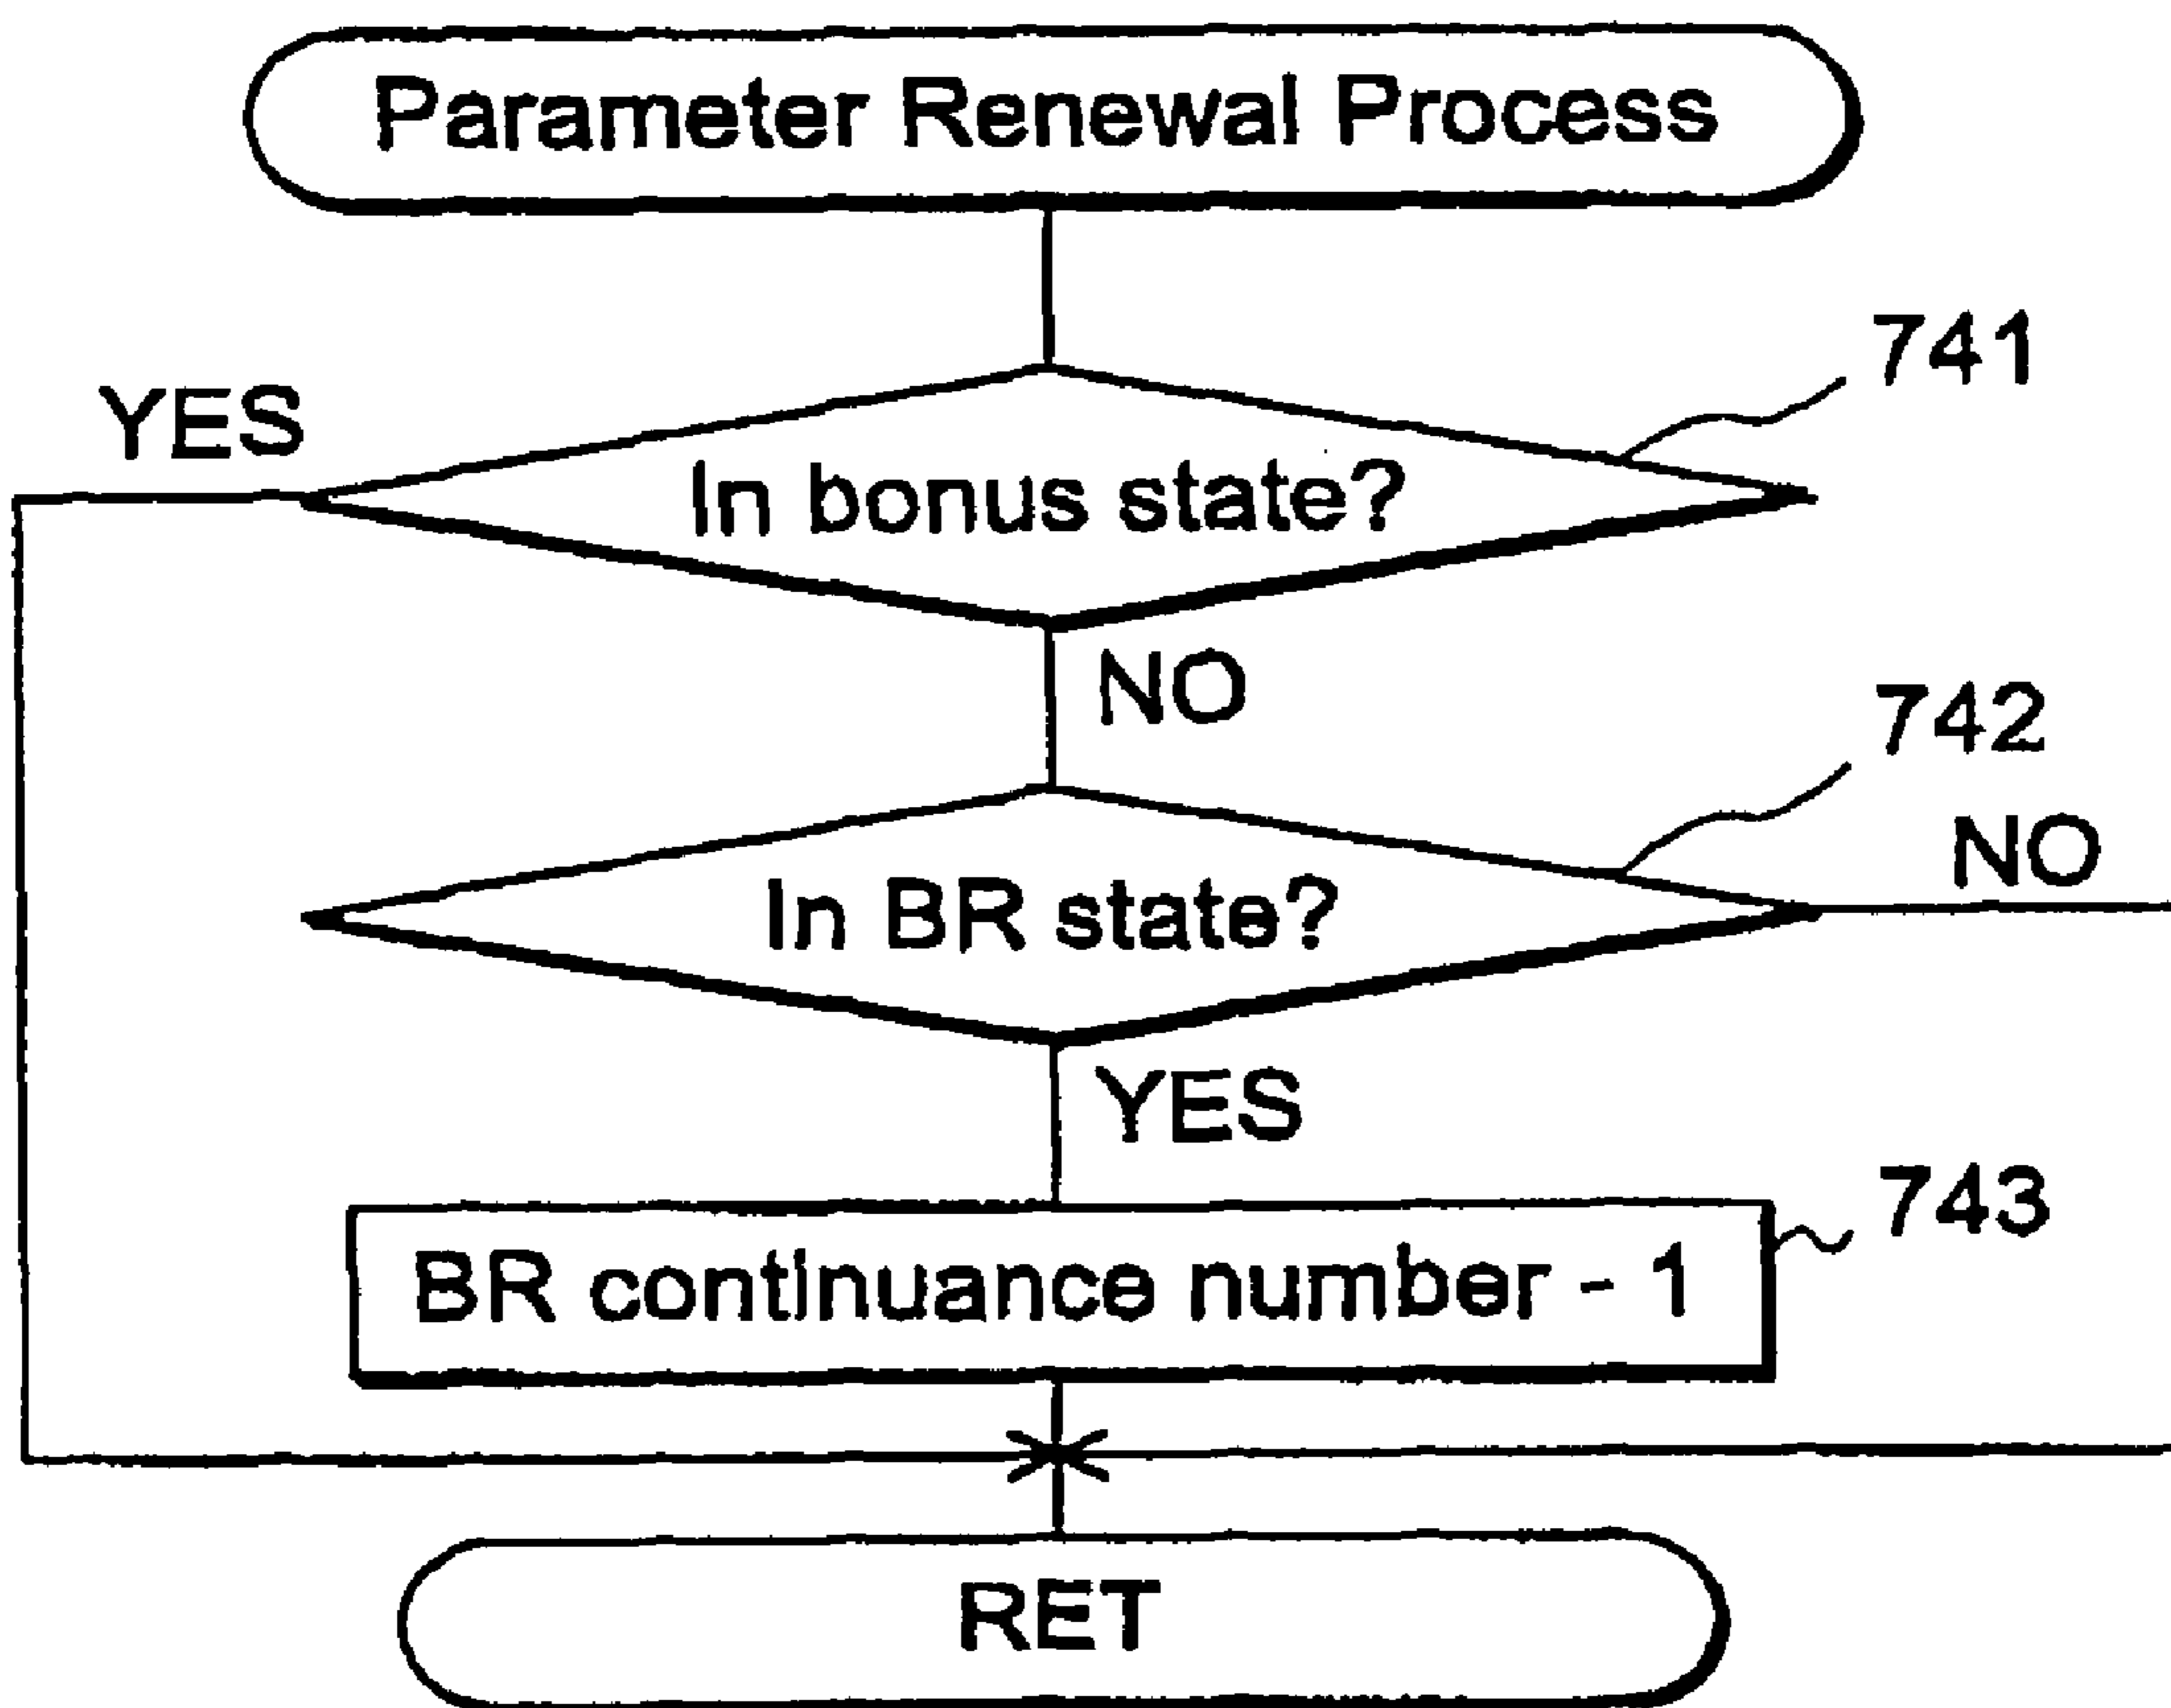 Parameter Renewal Process
741
YES
In bonus state?
NO
742
NO
In BR state?
YES
743
BR continuance number - 1
RET